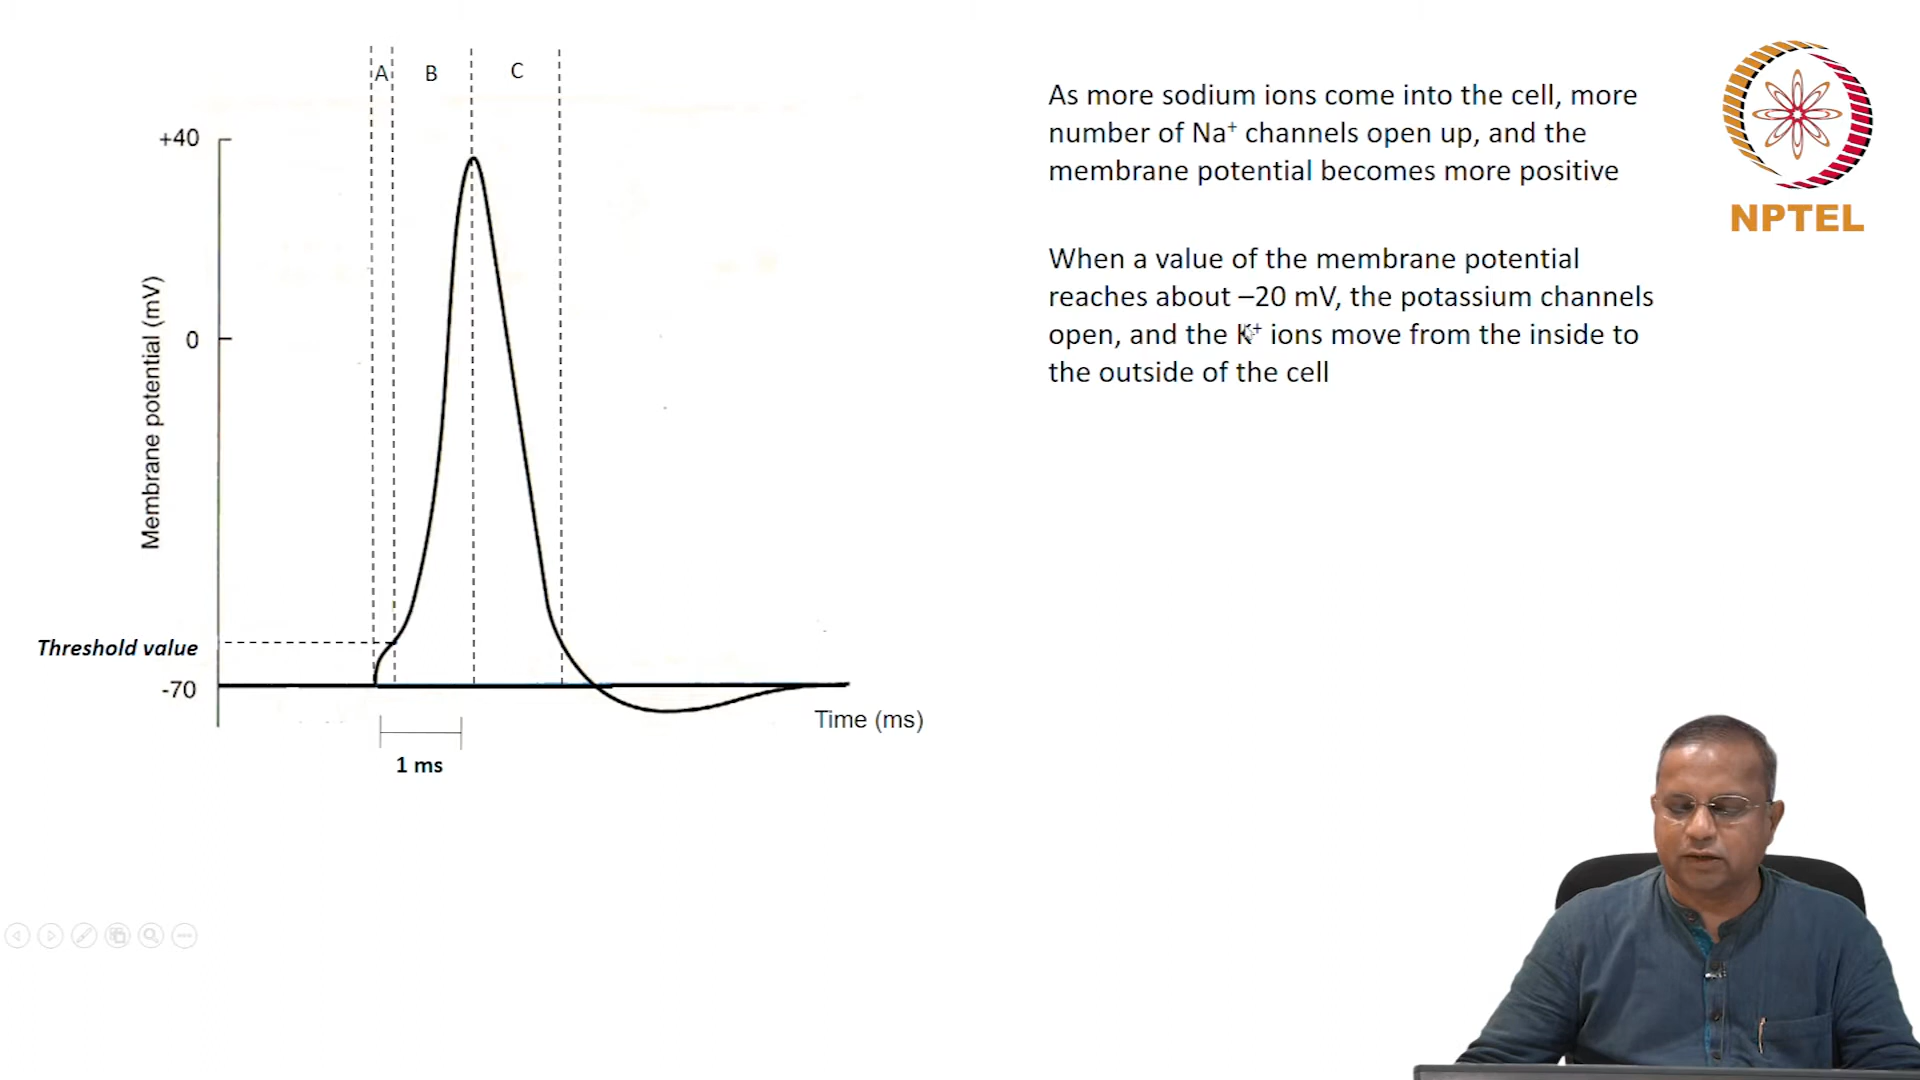 A B C
+40
0
Membrane potential (mV)
Threshold value
-70
Time (ms)
1 ms
As more sodium ions come into the cell, more
number of Na⁺ channels open up, and the
membrane potential becomes more positive
When a value of the membrane potential
reaches about –20 mV, the potassium channels
open, and the K⁺ ions move from the inside to
the outside of the cell
NPTEL